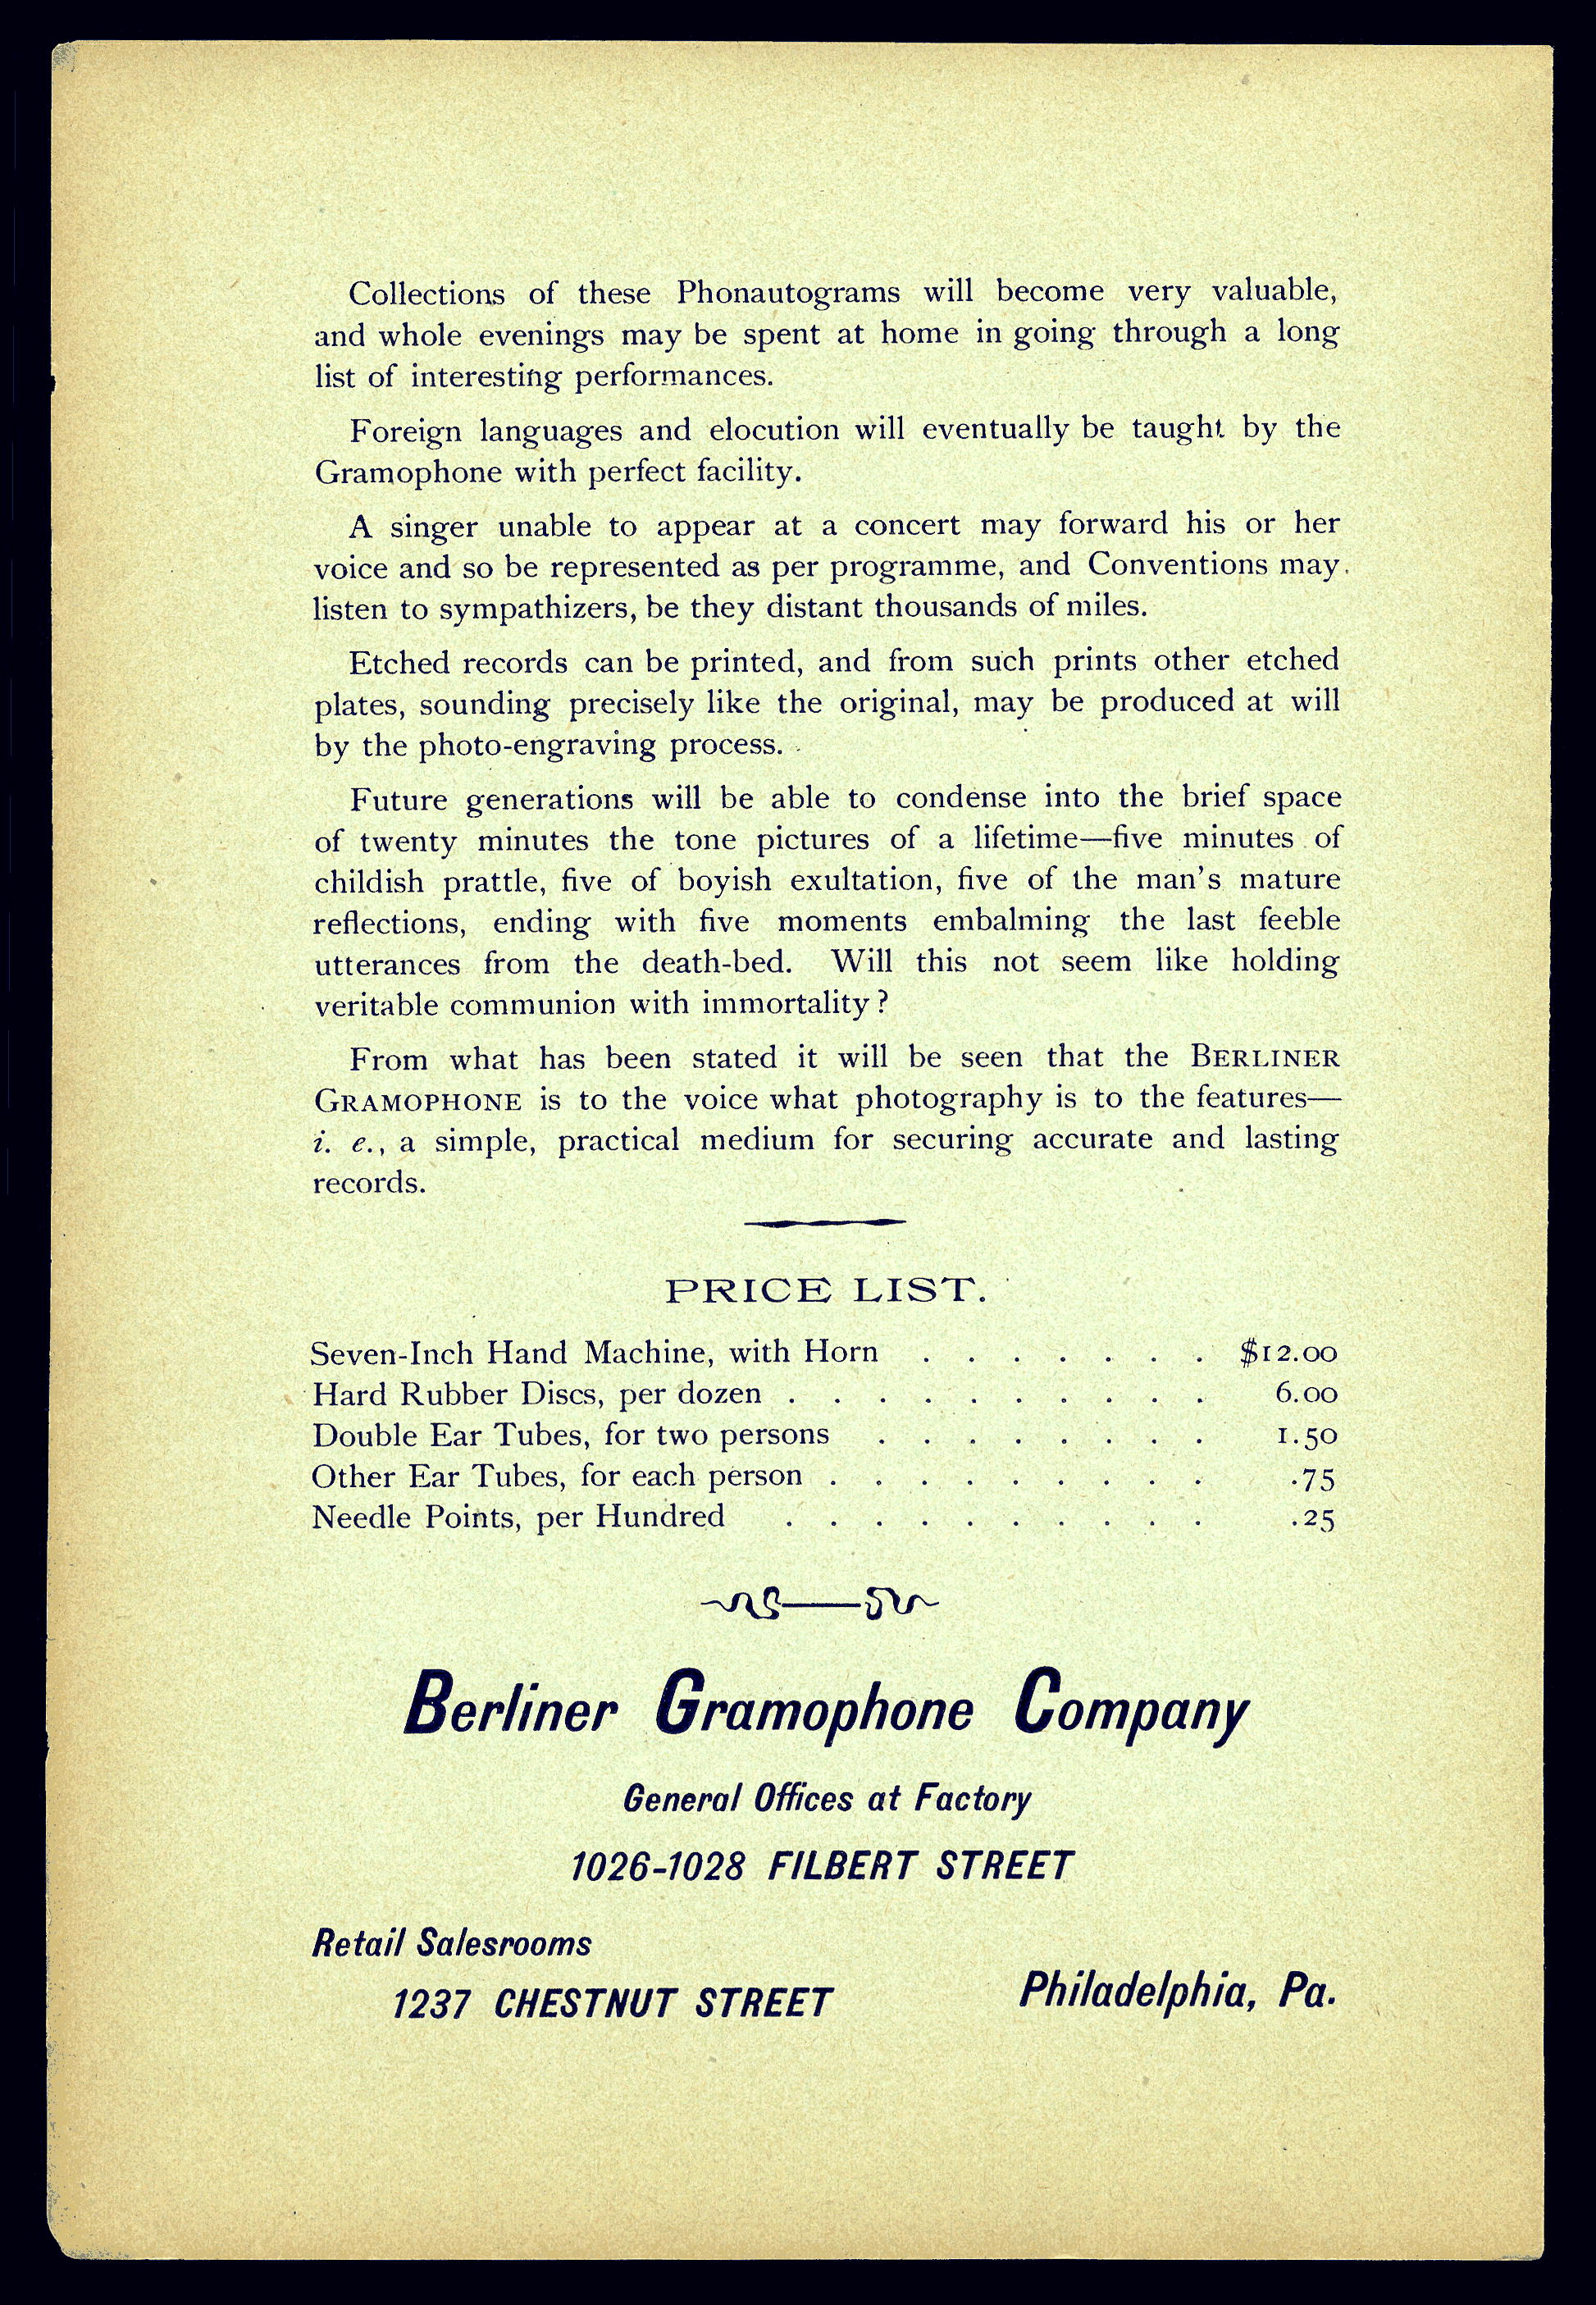 Collections of these Phonautograms will become very valuable,
and whole evenings may be spent at home in going through a long
list of interesting performances.
Foreign languages and elocution will eventually be taught by the
Gramophone with perfect facility.
A singer unable to appear at a concert may forward his or her
voice and so be represented as per programme, and Conventions may
listen to sympathizers, be they distant thousands of miles.
Etched records can be printed, and from such prints other etched
plates, sounding precisely like the original, may be produced at will
by the photo-engraving process.
Future generations will be able to condense into the brief space
of twenty minutes the tone pictures of a lifetime—five minutes of
childish prattle, five of boyish exultation, five of the man's mature
reflections, ending with five moments embalming the last feeble
utterances from the death-bed. Will this not seem like holding
veritable communion with immortality?
From what has been stated it will be seen that the BERLINER
GRAMOPHONE is to the voice what photography is to the features—
i. e., a simple, practical medium for securing accurate and lasting
records.
PRICE LIST.
Seven-Inch Hand Machine, with Horn . . . . . . . $12.00
Hard Rubber Discs, per dozen . . . . . . . . . . 6.00
Double Ear Tubes, for two persons . . . . . . . . 1.50
Other Ear Tubes, for each person . . . . . . . . . .75
Needle Points, per Hundred . . . . . . . . . . .25
Berliner Gramophone Company
General Offices at Factory
1026-1028 FILBERT STREET
Retail Salesrooms
1237 CHESTNUT STREET
Philadelphia, Pa.